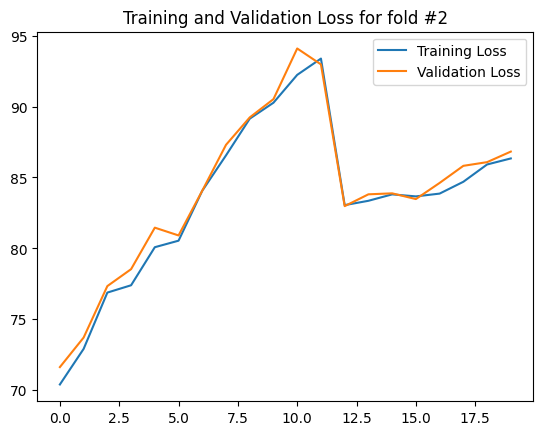 Training and Validation Loss for fold #2
Training Loss
Validation Loss
95
90
85
80
75
70
0.0 2.5 5.0 7.5 10.0 12.5 15.0 17.5